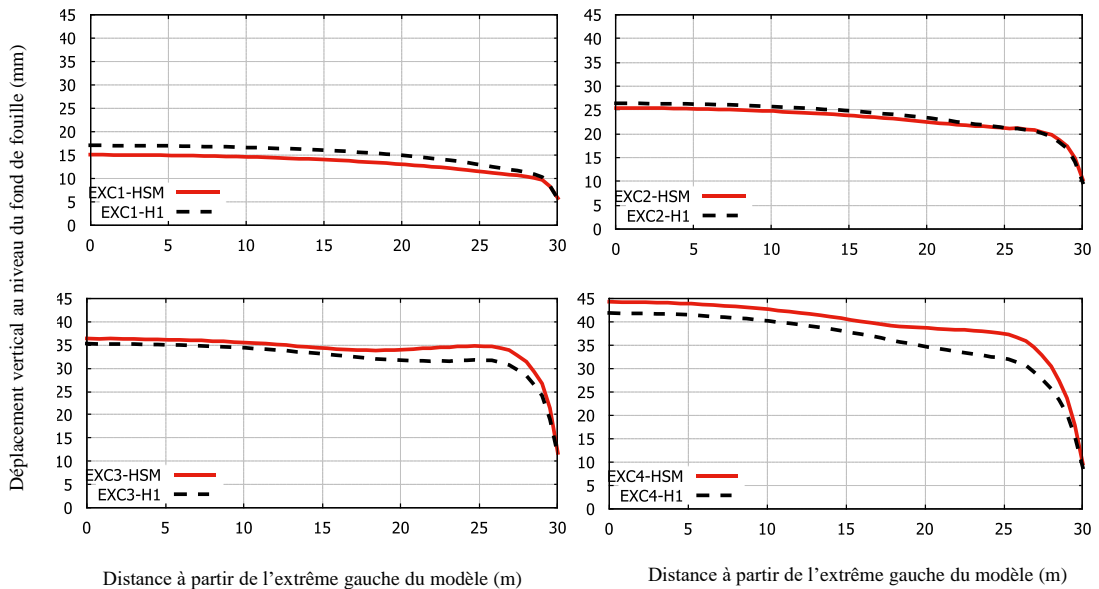 Déplacement vertical au niveau du fond de fouille (mm)
45
40
35
30
25
20
15
10
5
0
EXC1-HSM
EXC1-H1
0 5 10 15 20 25 30
45
40
35
30
25
20
15
10
5
0
EXC2-HSM
EXC2-H1
0 5 10 15 20 25 30
45
40
35
30
25
20
15
10
5
0
EXC3-HSM
EXC3-H1
0 5 10 15 20 25 30
45
40
35
30
25
20
15
10
5
0
EXC4-HSM
EXC4-H1
0 5 10 15 20 25 30
Distance à partir de l’extrême gauche du modèle (m)
Distance à partir de l’extrême gauche du modèle (m)